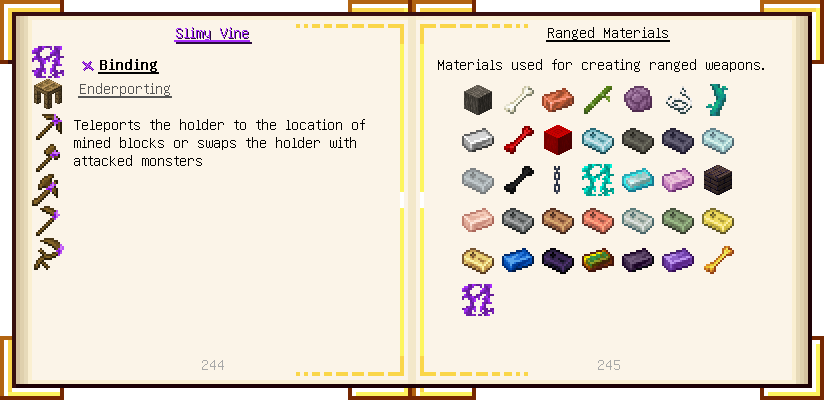 Slimy Vine
Binding
Enderporting
Teleports the holder to the location of
mined blocks or swaps the holder with
attacked monsters
244
Ranged Materials
Materials used for creating ranged weapons.
245